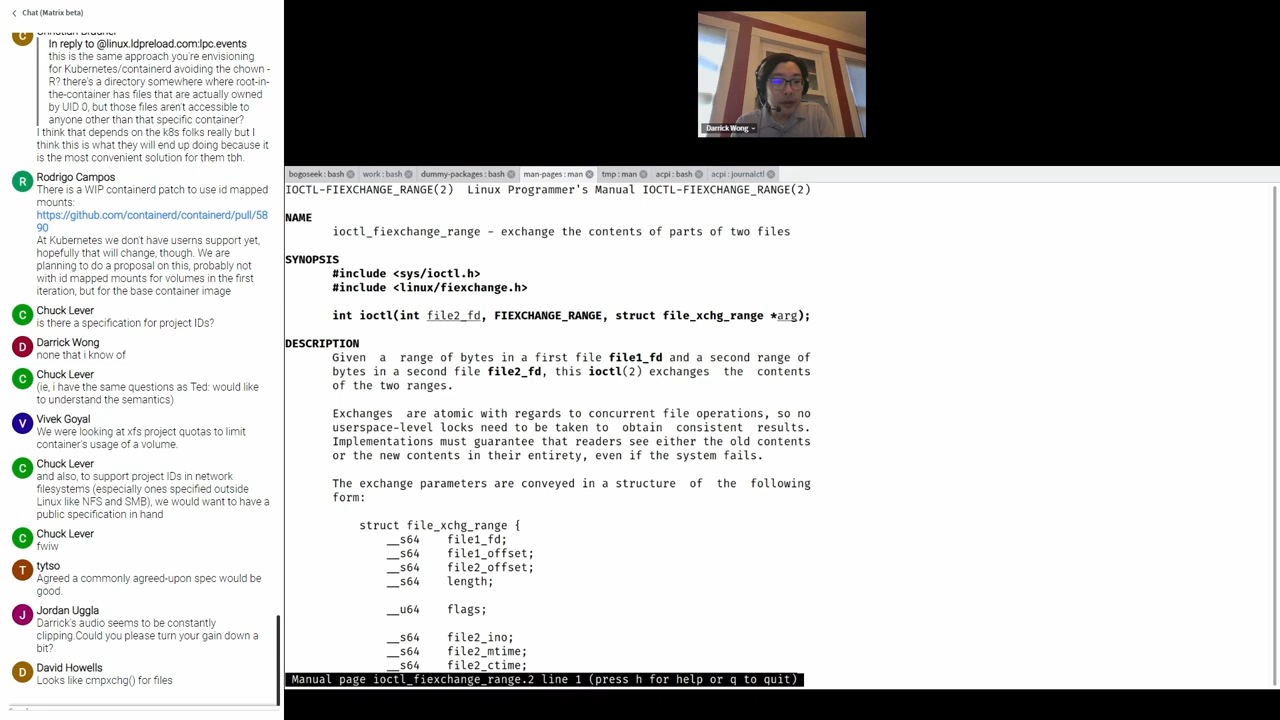 Chat (Matrix beta)
Christian Brauner
In reply to @linux.ldpreload.com:lpc.events
this is the same approach you're envisioning
for Kubernetes/containerd avoiding the chown -
R? there's a directory somewhere where root-in-
the-container has files that are actually owned
by UID 0, but those files aren't accessible to
anyone other than that specific container?
I think that depends on the k8s folks really but I
think this is what they will end up doing because it
is the most convenient solution for them tbh.
R
Rodrigo Campos
There is a WIP containerd patch to use id mapped
mounts:
https://github.com/containerd/containerd/pull/58
90
At Kubernetes we don't have userns support yet,
hopefully that will change, though. We are
planning to do a proposal on this, probably not
with id mapped mounts for volumes in the first
iteration, but for the base container image
C
Chuck Lever
is there a specification for project IDs?
D
Darrick Wong
none that i know of
C
Chuck Lever
(ie, i have the same questions as Ted: would like
to understand the semantics)
V
Vivek Goyal
We were looking at xfs project quotas to limit
container's usage of a volume.
C
Chuck Lever
and also, to support project IDs in network
filesystems (especially ones specified outside
Linux like NFS and SMB), we would want to have a
public specification in hand
C
Chuck Lever
fwiw
T
tytso
Agreed a commonly agreed-upon spec would be
good.
J
Jordan Uggla
Darrick's audio seems to be constantly
clipping.Could you please turn your gain down a
bit?
D
David Howells
Looks like cmpxchg() for files
Darrick Wong
bogoseek : bash work : bash dummy-packages : bash man-pages : man tmp : man acpi : bash acpi : journalctl
IOCTL-FIEXCHANGE_RANGE(2) Linux Programmer's Manual IOCTL-FIEXCHANGE_RANGE(2)
NAME
ioctl_fiexchange_range - exchange the contents of parts of two files
SYNOPSIS
#include <sys/ioctl.h>
#include <linux/fiexchange.h>
int ioctl(int file2_fd, FIEXCHANGE_RANGE, struct file_xchg_range *arg);
DESCRIPTION
Given a range of bytes in a first file file1_fd and a second range of
bytes in a second file file2_fd, this ioctl(2) exchanges the contents
of the two ranges.
Exchanges are atomic with regards to concurrent file operations, so no
userspace-level locks need to be taken to obtain consistent results.
Implementations must guarantee that readers see either the old contents
or the new contents in their entirety, even if the system fails.
The exchange parameters are conveyed in a structure of the following
form:
struct file_xchg_range {
__s64 file1_fd;
__s64 file1_offset;
__s64 file2_offset;
__s64 length;
__u64 flags;
__s64 file2_ino;
__s64 file2_mtime;
__s64 file2_ctime;
Manual page ioctl_fiexchange_range.2 line 1 (press h for help or q to quit)